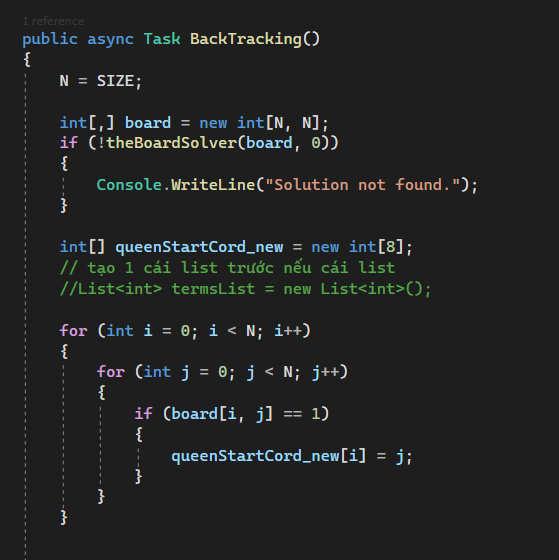 1 reference
public async Task BackTracking()
{
N = SIZE;
int[,] board = new int[N, N];
if (!theBoardSolver(board, 0))
{
Console.WriteLine("Solution not found.");
}
int[] queenStartCord_new = new int[8];
// tạo 1 cái list trước nếu cái list
//List<int> termsList = new List<int>();
for (int i = 0; i < N; i++)
{
for (int j = 0; j < N; j++)
{
if (board[i, j] == 1)
{
queenStartCord_new[i] = j;
}
}
}